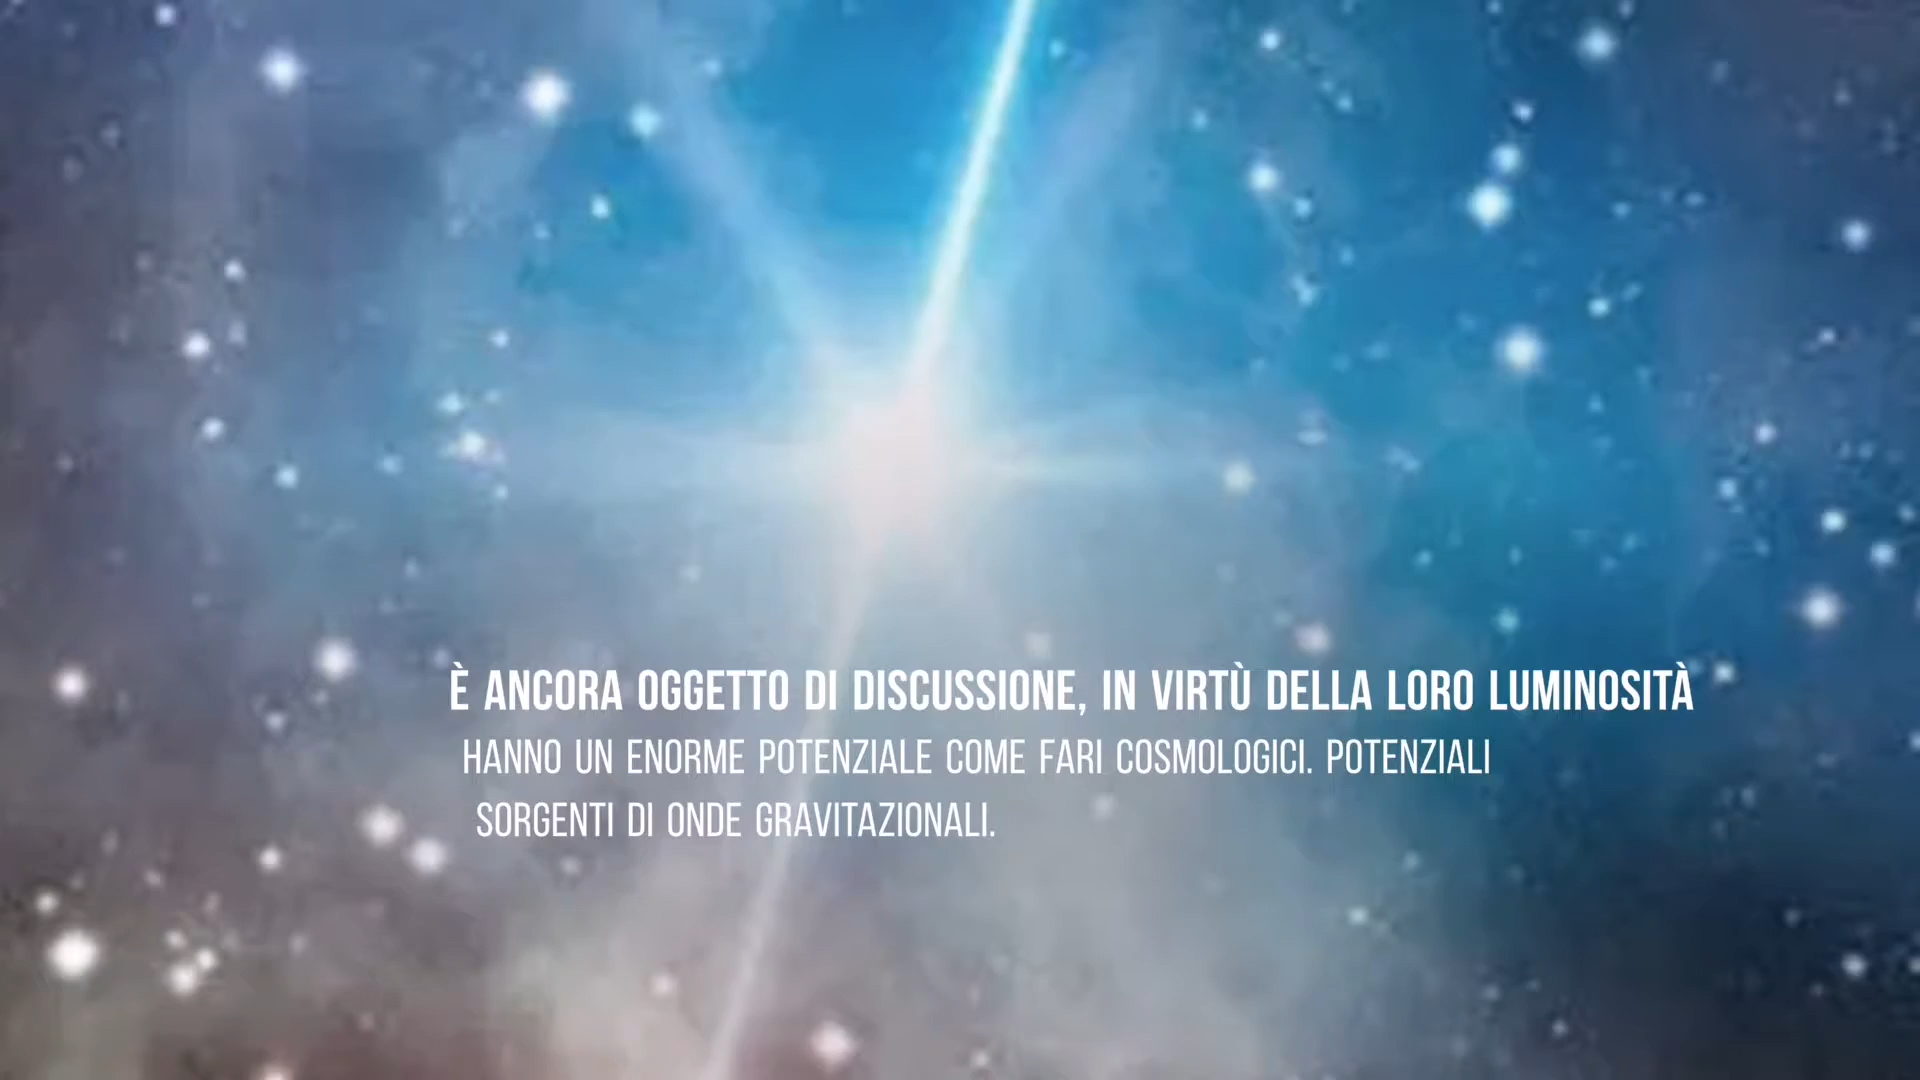 È ANCORA OGGETTO DI DISCUSSIONE, IN VIRTÙ DELLA LORO LUMINOSITÀ
HANNO UN ENORME POTENZIALE COME FARI COSMOLOGICI. POTENZIALI
SORGENTI DI ONDE GRAVITAZIONALI.